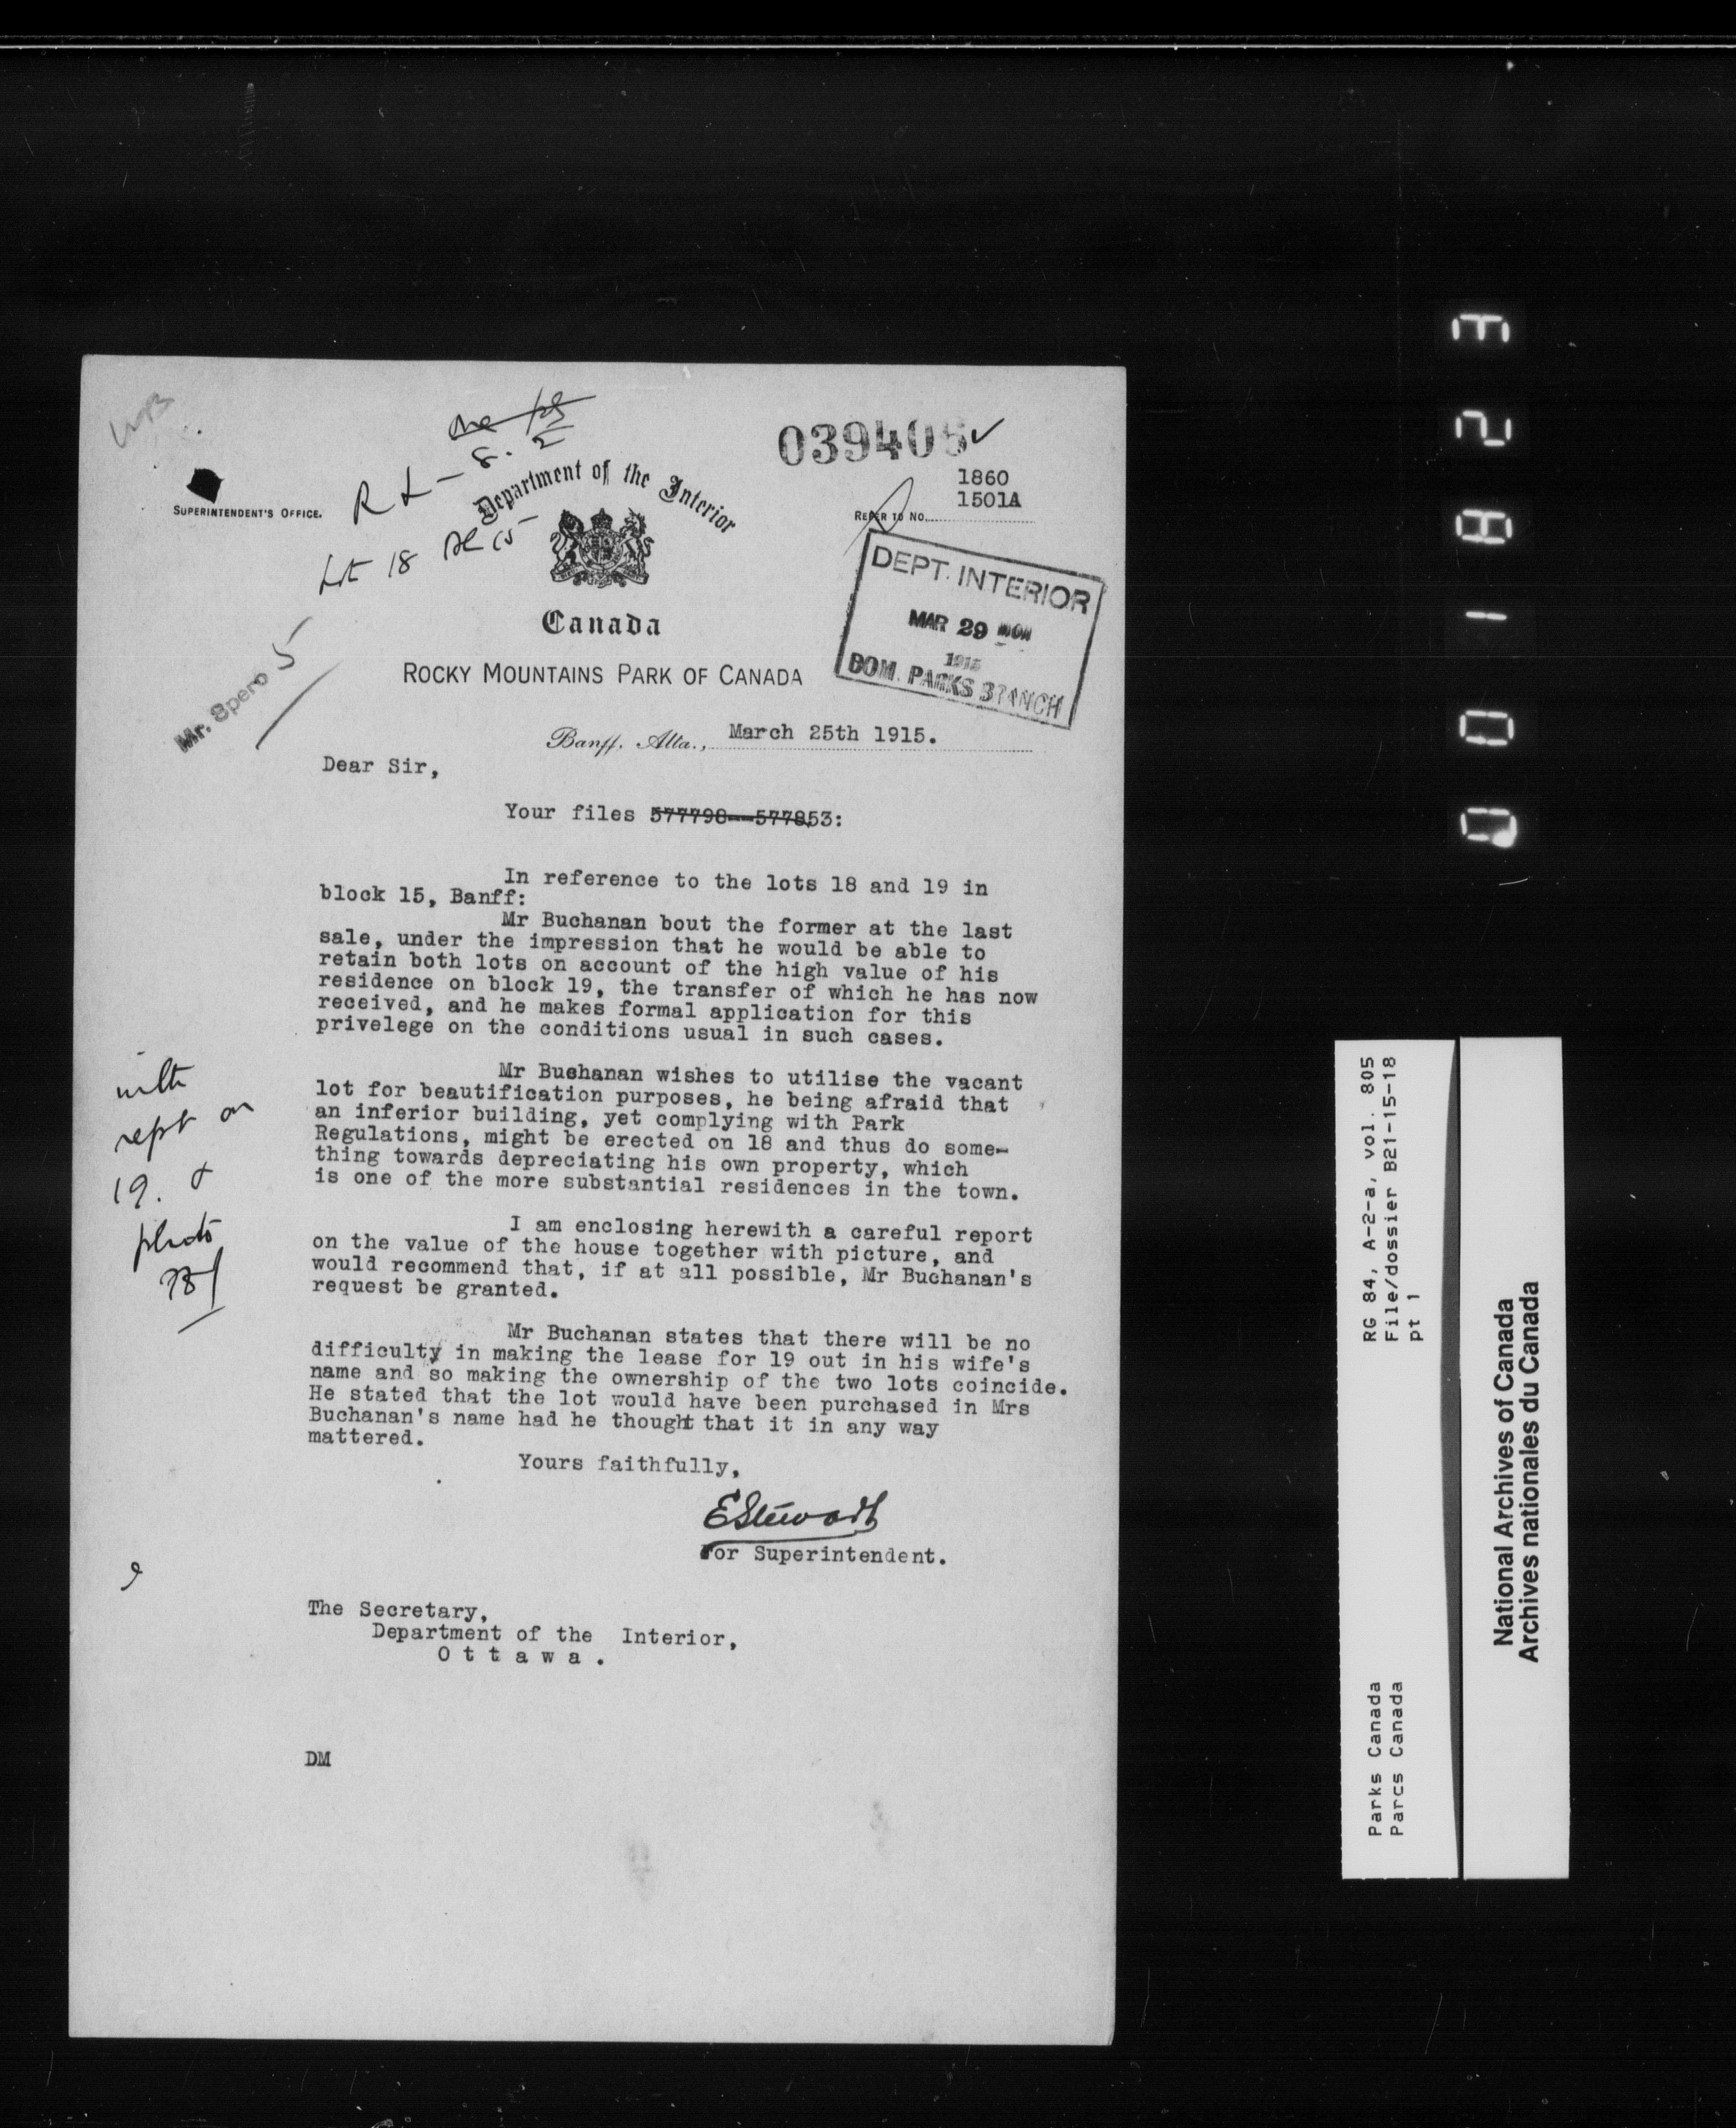 039405
1860
1501A
REFER TO NO.
SUPERINTENDENT'S OFFICE.
R L - 8. 2
Department of the Interior
Lot 18 Bl 15
Canada
DEPT. INTERIOR
MAR 29 MON
1915
DOM. PARKS BRANCH
Mr. Spero 5
ROCKY MOUNTAINS PARK OF CANADA
Banff, Alta., March 25th 1915.
Dear Sir,
Your files 577798--577853:
In reference to the lots 18 and 19 in
block 15, Banff:
Mr Buchanan bout the former at the last
sale, under the impression that he would be able to
retain both lots on account of the high value of his
residence on block 19, the transfer of which he has now
received, and he makes formal application for this
privelege on the conditions usual in such cases.
Mr Buchanan wishes to utilise the vacant
lot for beautification purposes, he being afraid that
an inferior building, yet complying with Park
Regulations, might be erected on 18 and thus do some-
thing towards depreciating his own property, which
is one of the more substantial residences in the town.
with
rept on
19. &
photo
I am enclosing herewith a careful report
on the value of the house together with picture, and
would recommend that, if at all possible, Mr Buchanan's
request be granted.
Mr Buchanan states that there will be no
difficulty in making the lease for 19 out in his wife's
name and so making the ownership of the two lots coincide.
He stated that the lot would have been purchased in Mrs
Buchanan's name had he thought that it in any way
mattered.
Yours faithfully,
E Stewart
For Superintendent.
The Secretary,
Department of the Interior,
O t t a w a .
DM
RG 84, A-2-a, vol. 805
File/dossier B21-15-18
pt 1
Parks Canada
Parcs Canada
National Archives of Canada
Archives nationales du Canada